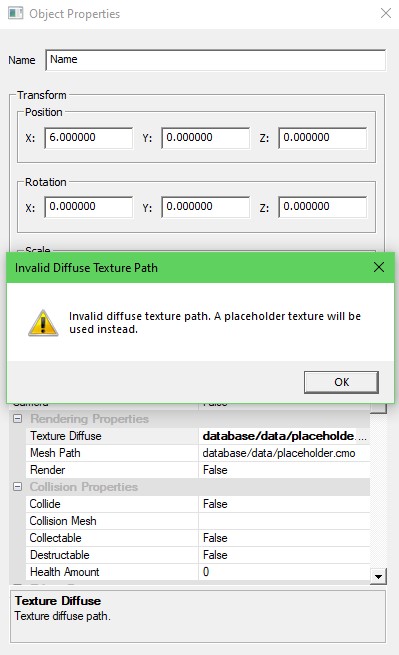 Object Properties
Name Name
Transform
Position
X: 6.000000 Y: 0.000000 Z: 0.000000
Rotation
X: 0.000000 Y: 0.000000 Z: 0.000000
Scale
Invalid Diffuse Texture Path
Invalid diffuse texture path. A placeholder texture will be
used instead.
OK
Camera False
Rendering Properties
Texture Diffuse database/data/placeholde. ...
Mesh Path database/data/placeholder.cmo
Render False
Collision Properties
Collide False
Collision Mesh
Collectable False
Destructable False
Health Amount 0
Texture Diffuse
Texture diffuse path.